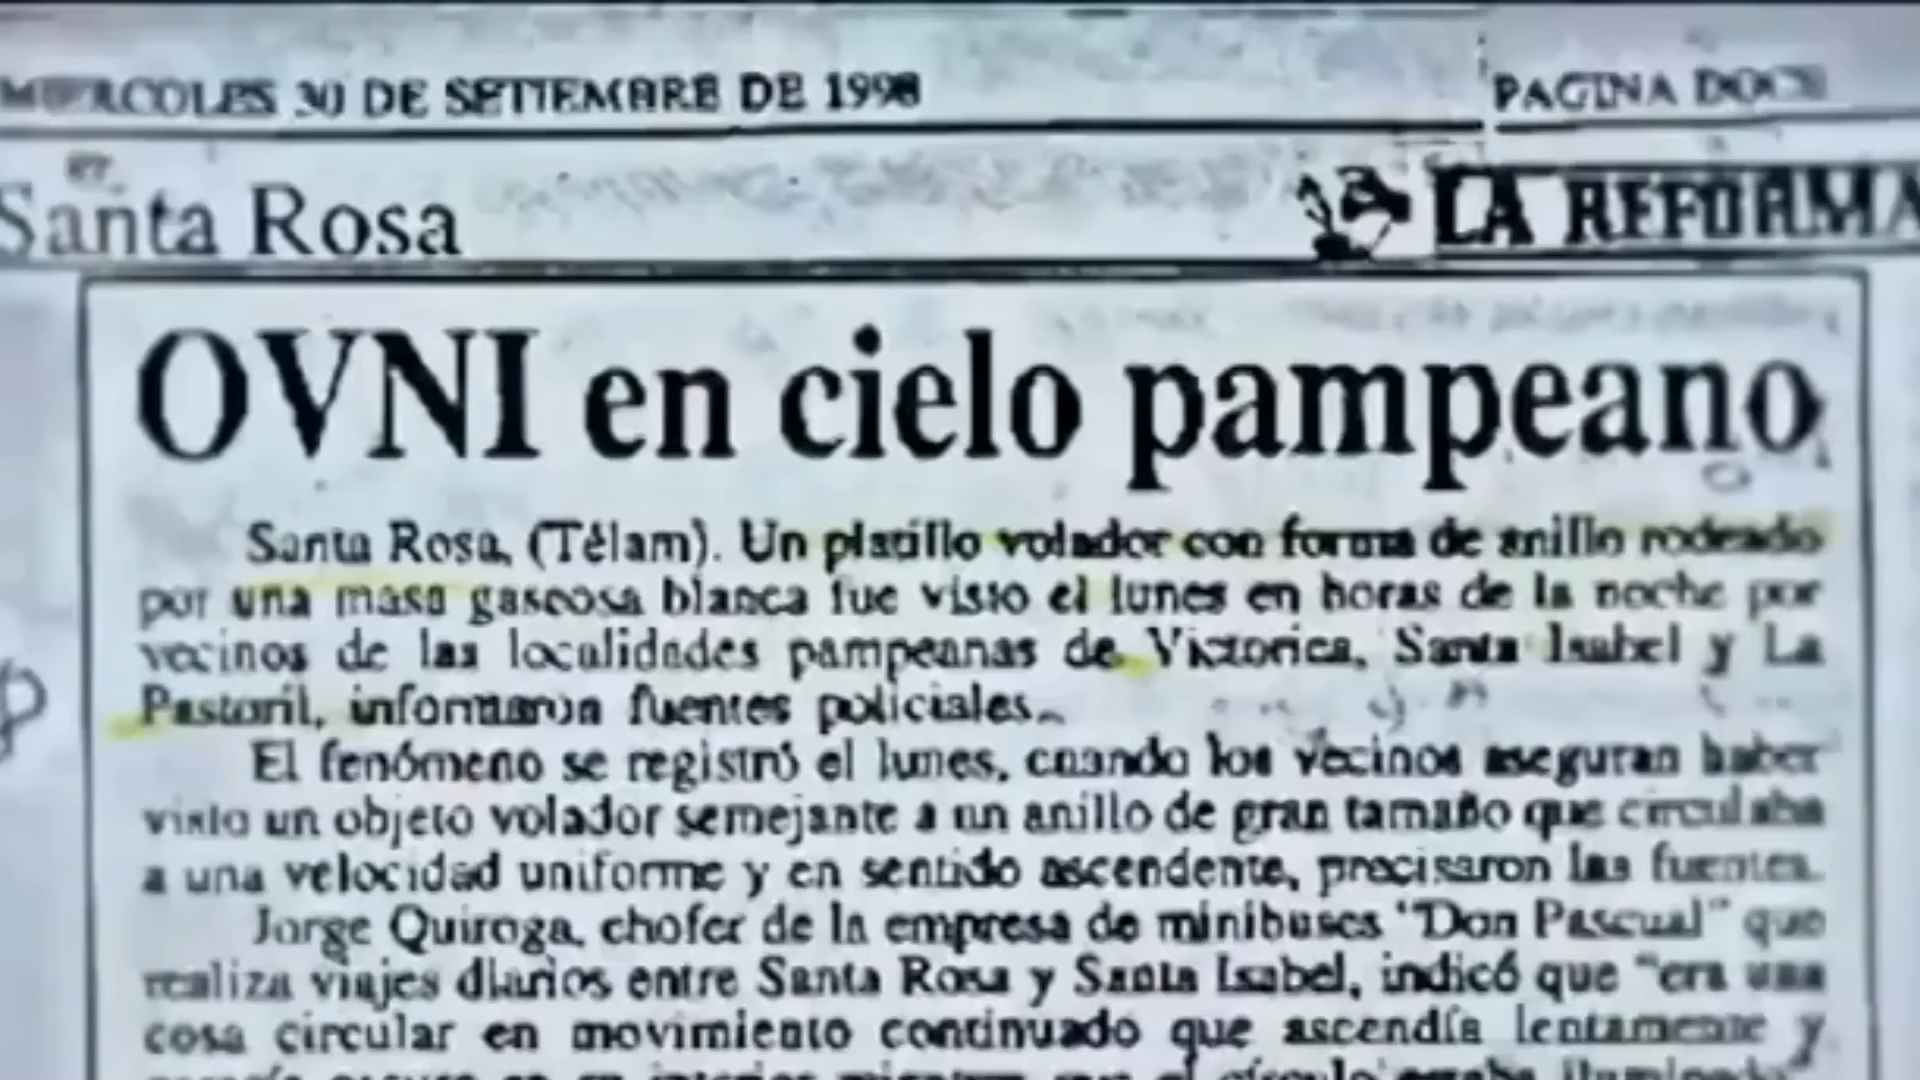 MIERCOLES 30 DE SETTEMBRE DE 1998
PAGINA DOCE
Santa Rosa
LA REFORMA
OVNI en cielo pampeano
Santa Rosa, (Télam). Un platillo volador con forma de anillo rodeado
por una masa gaseosa blanca fue visto el lunes en horas de la noche por
vecinos de las localidades pampeanas de Victorica, Santa Isabel y La
Pastoril, informaron fuentes policiales.
El fenómeno se registró el lunes, cuando los vecinos aseguran haber
visto un objeto volador semejante a un anillo de gran tamaño que circulaba
a una velocidad uniforme y en sentido ascendente, precisaron las fuentes.
Jorge Quiroga, chofer de la empresa de minibuses "Don Pascual" que
realiza viajes diarios entre Santa Rosa y Santa Isabel, indicó que "era una
cosa circular en movimiento continuado que ascendía lentamente y